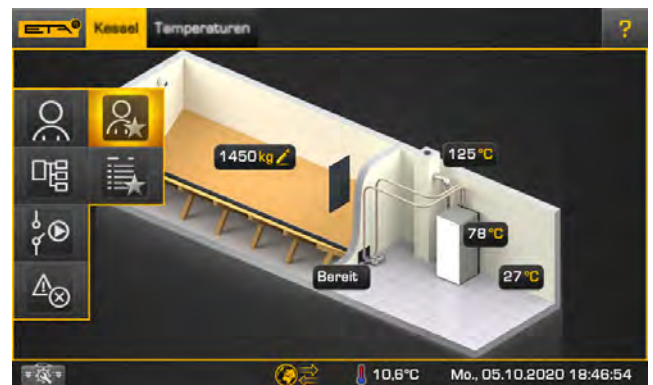 ETA
Kessel
Temperaturen
?
1450 kg
125 °C
78 °C
Bereit
27 °C
10,6°C
Mo., 05.10.2020 18:46:54